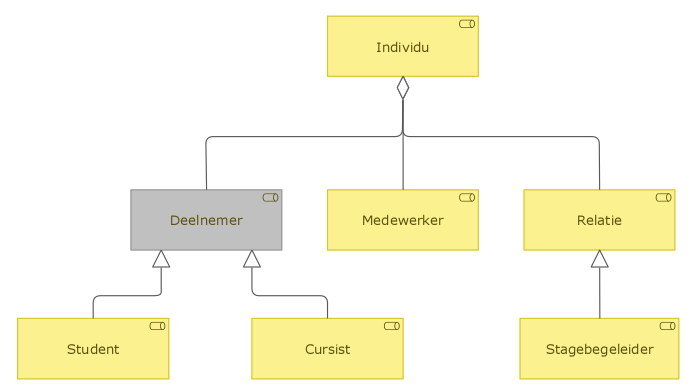 Individu
Deelnemer
Medewerker
Relatie
Student
Cursist
Stagebegeleider